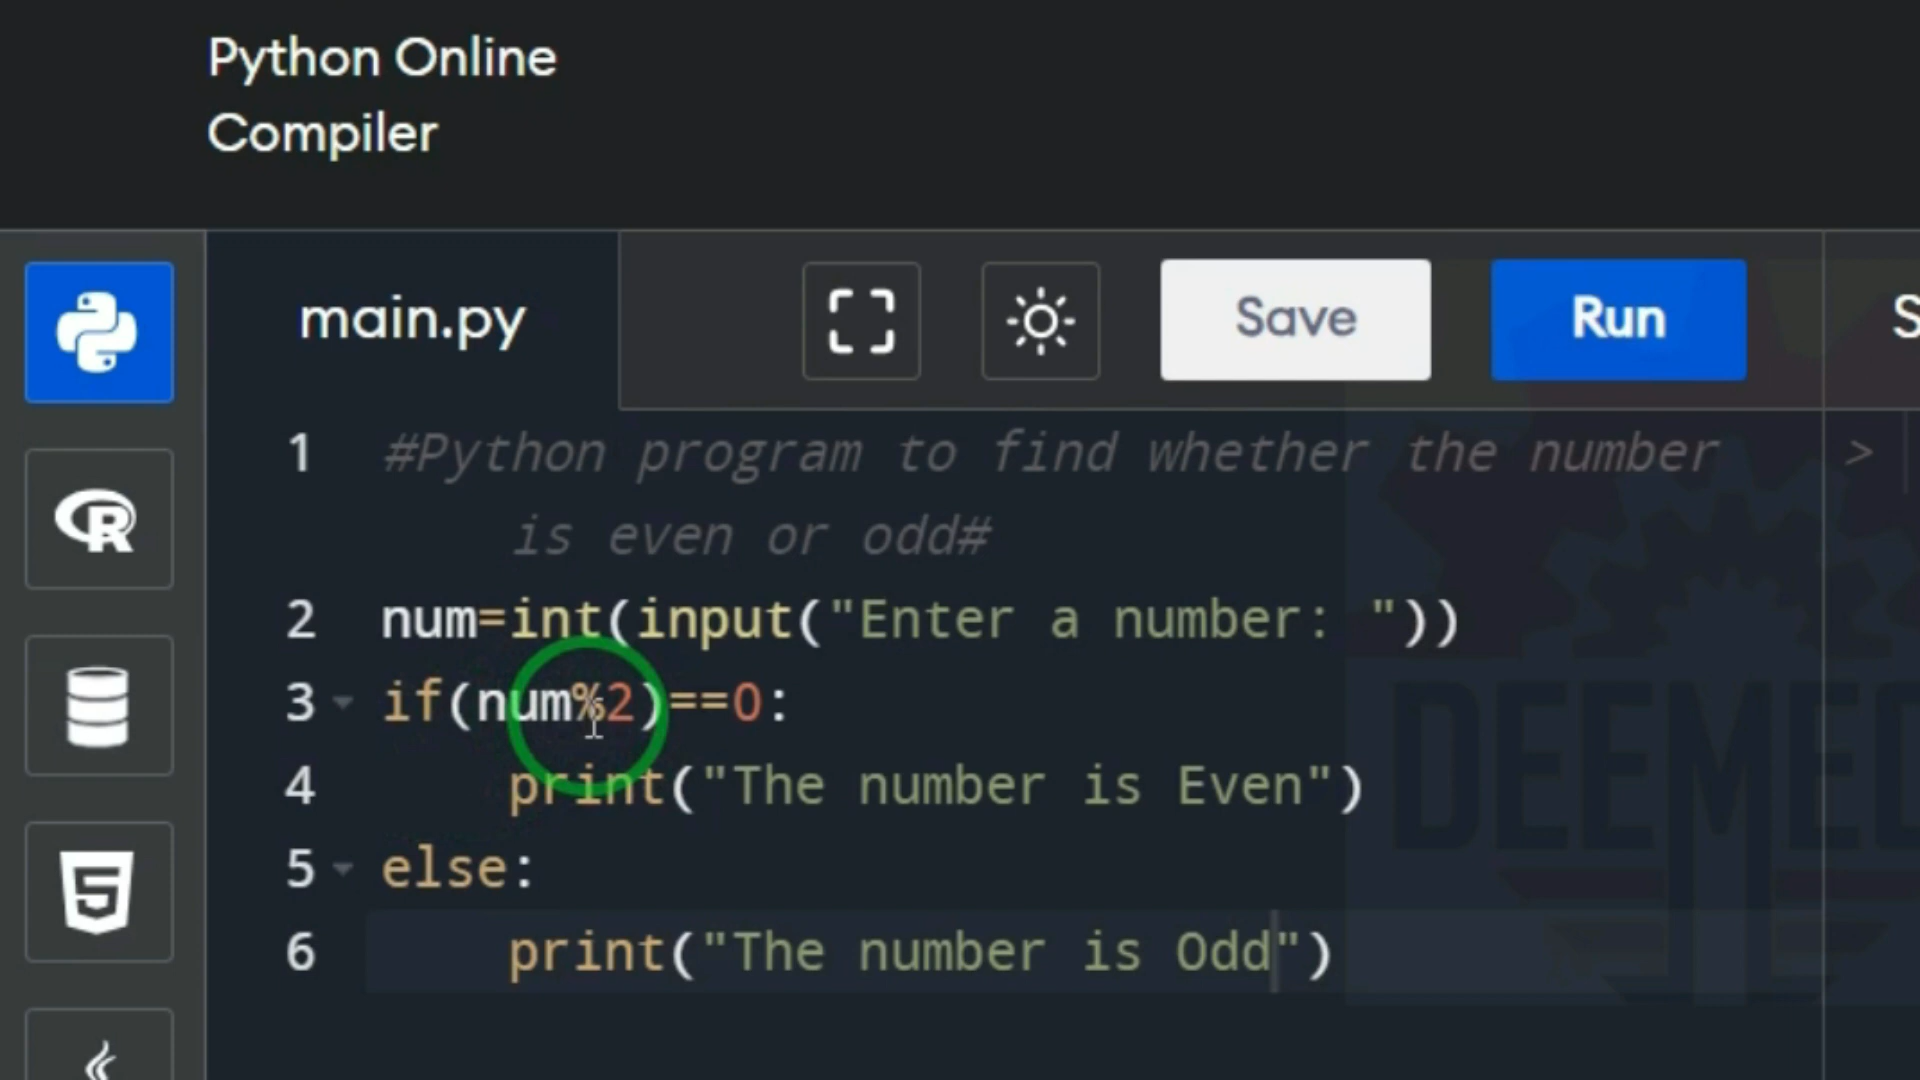 Python Online
Compiler
main.py
Save
Run
S
1 #Python program to find whether the number
is even or odd#
>
2 num=int(input("Enter a number: "))
3 if(num%2)==0:
4 print("The number is Even")
5 else:
6 print("The number is Odd")
DEEMEC